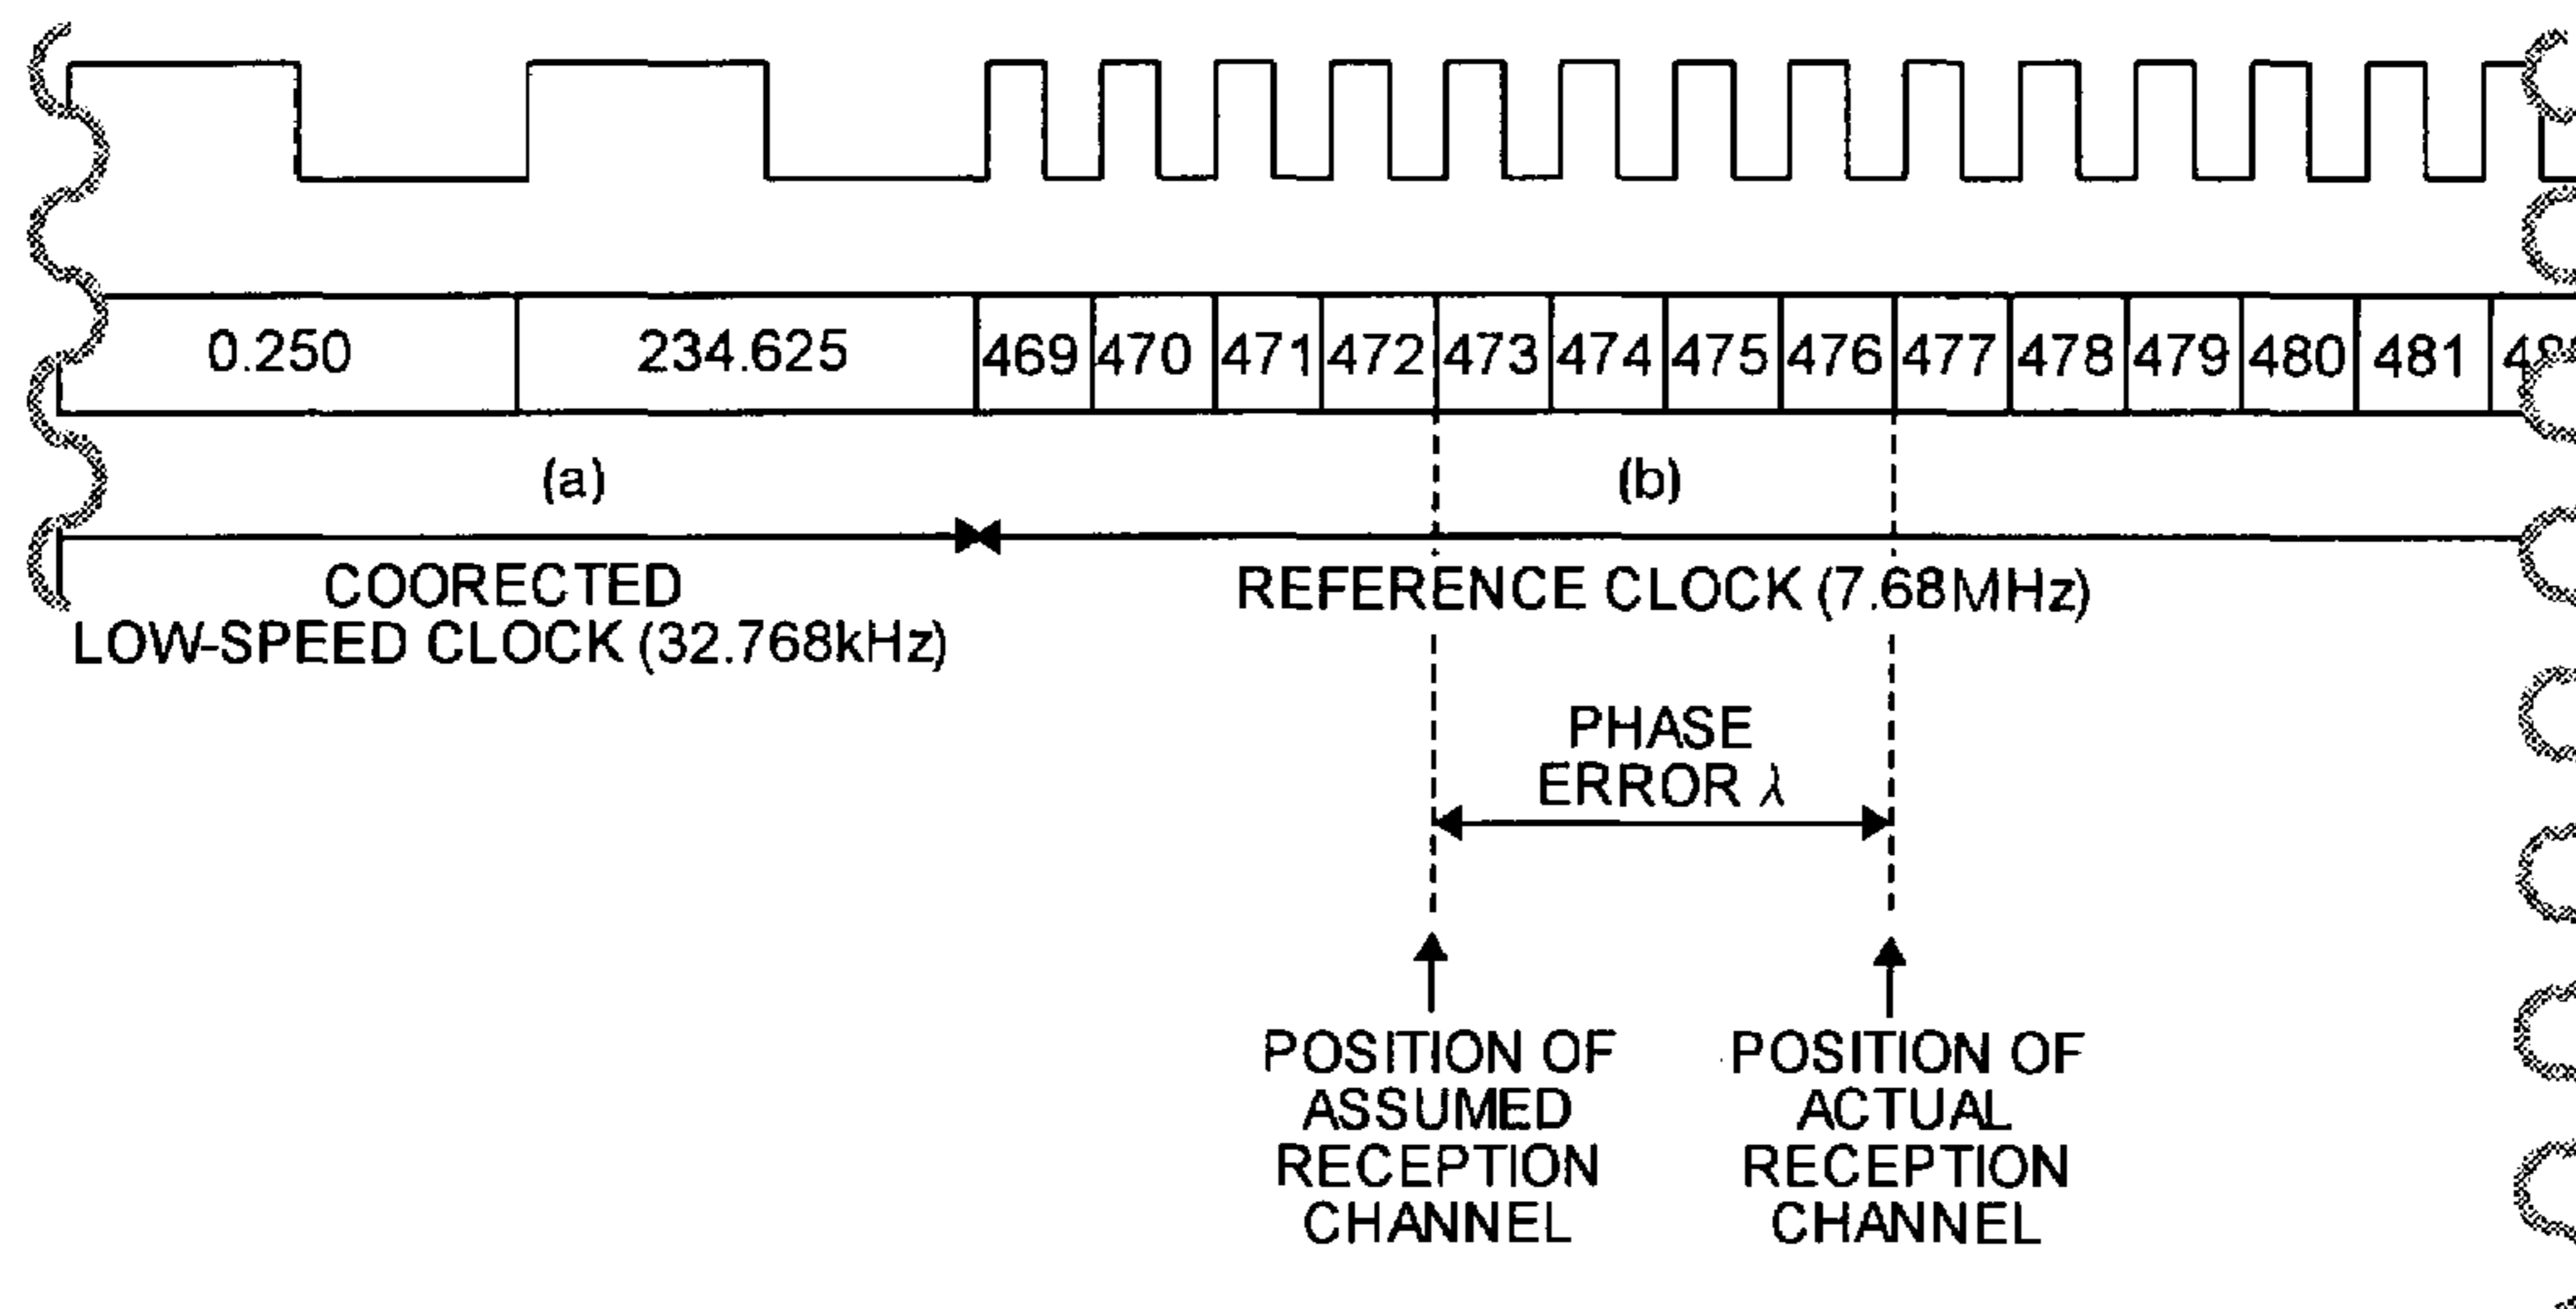 0.250 234.625 469 470 471 472 473 474 475 476 477 478 479 480 481
(a) (b)
COORECTED
LOW-SPEED CLOCK (32.768kHz)
REFERENCE CLOCK (7.68MHz)
PHASE
ERROR λ
POSITION OF
ASSUMED
RECEPTION
CHANNEL
POSITION OF
ACTUAL
RECEPTION
CHANNEL